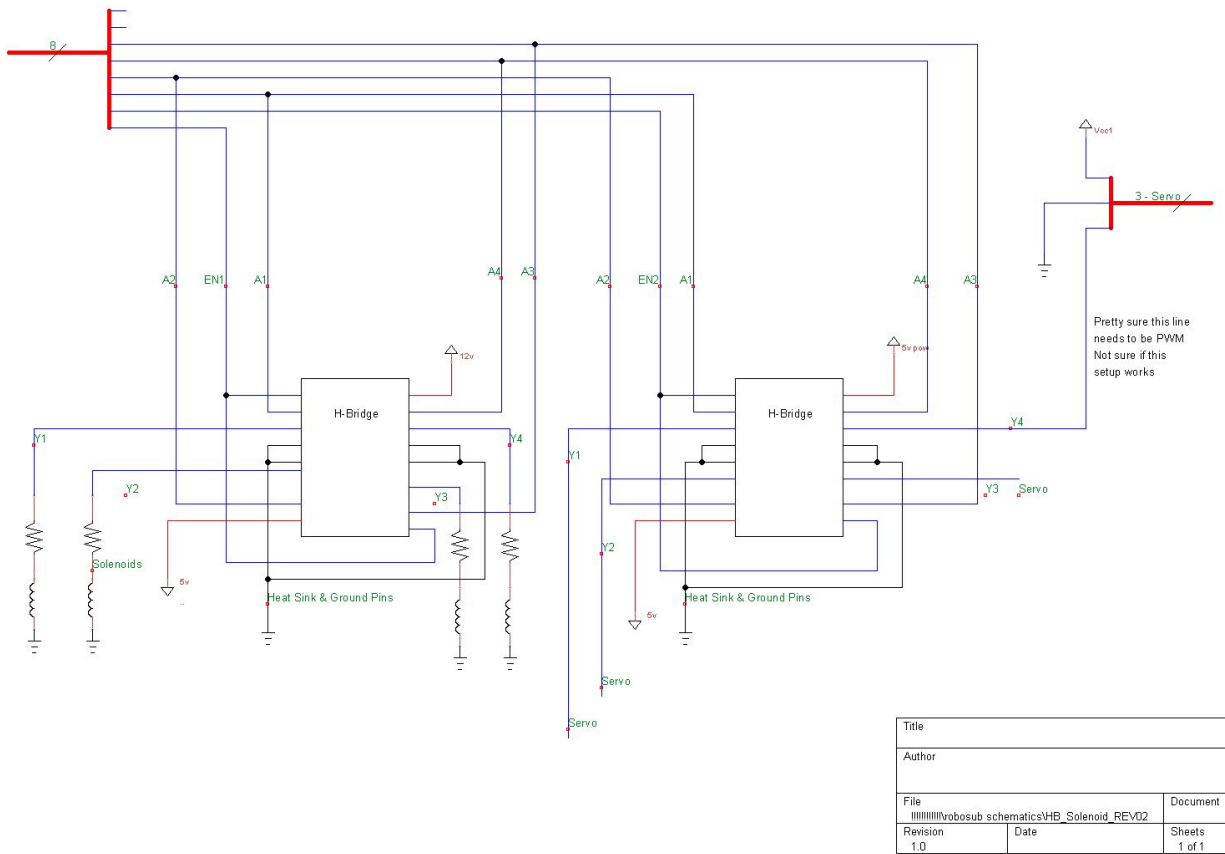 8
Vcc1
3 - Servo
A2
EN1
A1
A4
A3
A2
EN2
A1
A4
A3
Pretty sure this line
needs to be PWM
Not sure if this
setup works
12v
5v pow
H-Bridge
H-Bridge
Y1
Y4
Y1
Y4
Y2
Y3
Y3
Servo
Y2
Solenoids
5v
..
Heat Sink & Ground Pins
Heat Sink & Ground Pins
5v
Servo
Servo
Title
Author
File
Document
\robosub schematics\HB_Solenoid_REV02
Revision
Date
Sheets
1.0
1 of 1